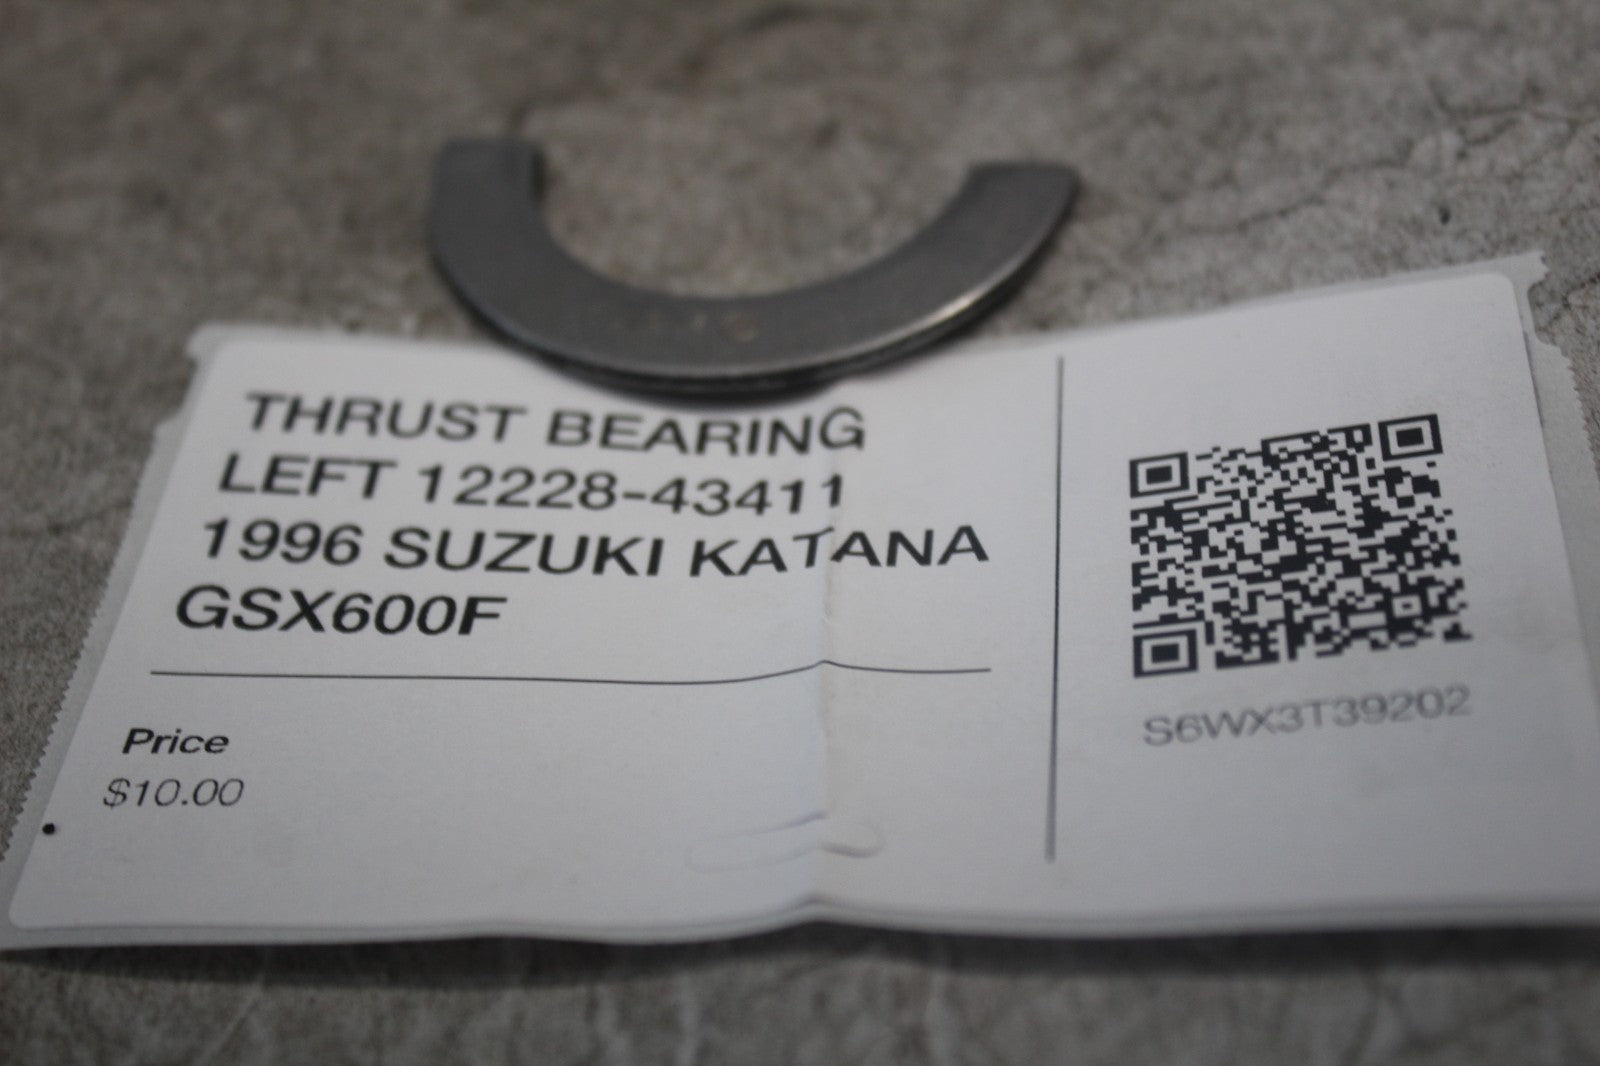 THRUST BEARING
LEFT 12228-43411
1996 SUZUKI KATANA
GSX600F
Price
$10.00
S6WX3T39202